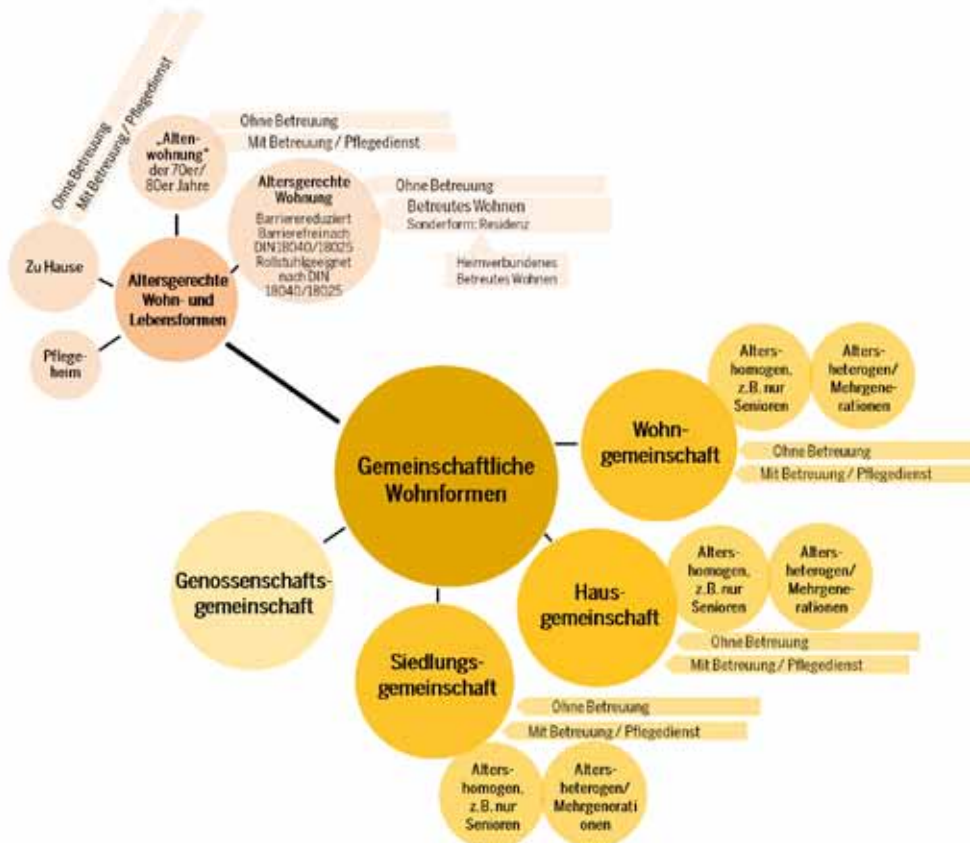 Ohne Betreuung
Mit Betreuung / Pflegedienst
„Alten-
wohnung“
der 70er/
80er Jahre
Ohne Betreuung
Mit Betreuung / Pflegedienst
Altersgerechte
Wohnung
Barrierereduziert
Barrierefrei nach
DIN 18040/18025
Rollstuhlgeeignet
nach DIN
18040/18025
Ohne Betreuung
Betreutes Wohnen
Sonderform: Residenz
Heimverbundenes
Betreutes Wohnen
Zu Hause
Altersgerechte
Wohn- und
Lebensformen
Pflege-
heim
Gemeinschaftliche
Wohnformen
Wohn-
gemeinschaft
Alters-
homogen,
z.B. nur
Senioren
Alters-
heterogen/
Mehrgene-
rationen
Ohne Betreuung
Mit Betreuung / Pflegedienst
Genossenschafts-
gemeinschaft
Haus-
gemeinschaft
Alters-
homogen,
z.B. nur
Senioren
Alters-
heterogen/
Mehrgene-
rationen
Ohne Betreuung
Mit Betreuung / Pflegedienst
Siedlungs-
gemeinschaft
Ohne Betreuung
Mit Betreuung / Pflegedienst
Alters-
homogen,
z.B. nur
Senioren
Alters-
heterogen/
Mehrgenerati
onen